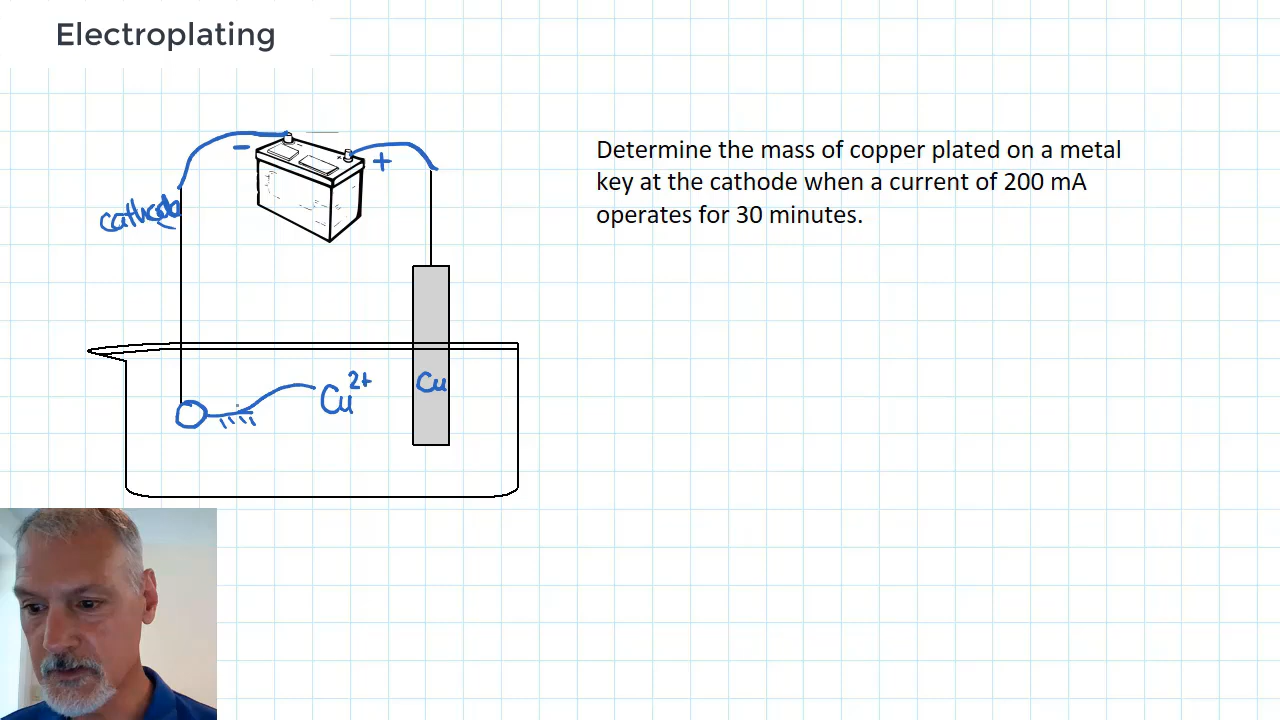 Electroplating
- +
cathode
Determine the mass of copper plated on a metal
key at the cathode when a current of 200 mA
operates for 30 minutes.
Cu
Cu²⁺